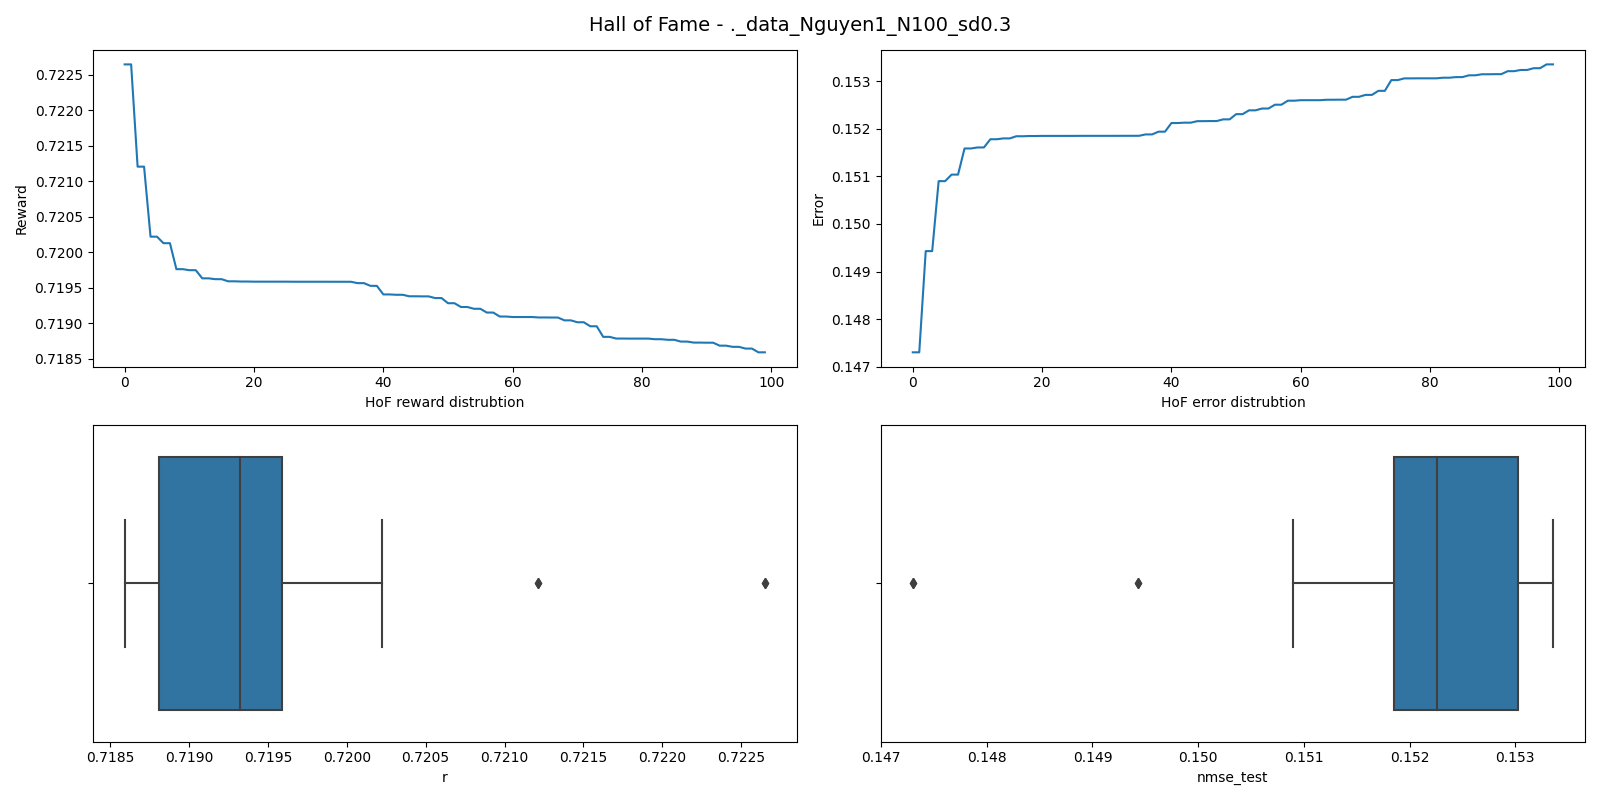 Hall of Fame - ._data_Nguyen1_N100_sd0.3
Reward
0.7225
0.7220
0.7215
0.7210
0.7205
0.7200
0.7195
0.7190
0.7185
0 20 40 60 80 100
HoF reward distrubtion
Error
0.153
0.152
0.151
0.150
0.149
0.148
0.147
0 20 40 60 80 100
HoF error distrubtion
0.7185 0.7190 0.7195 0.7200 0.7205 0.7210 0.7215 0.7220 0.7225
r
0.147 0.148 0.149 0.150 0.151 0.152 0.153
nmse_test